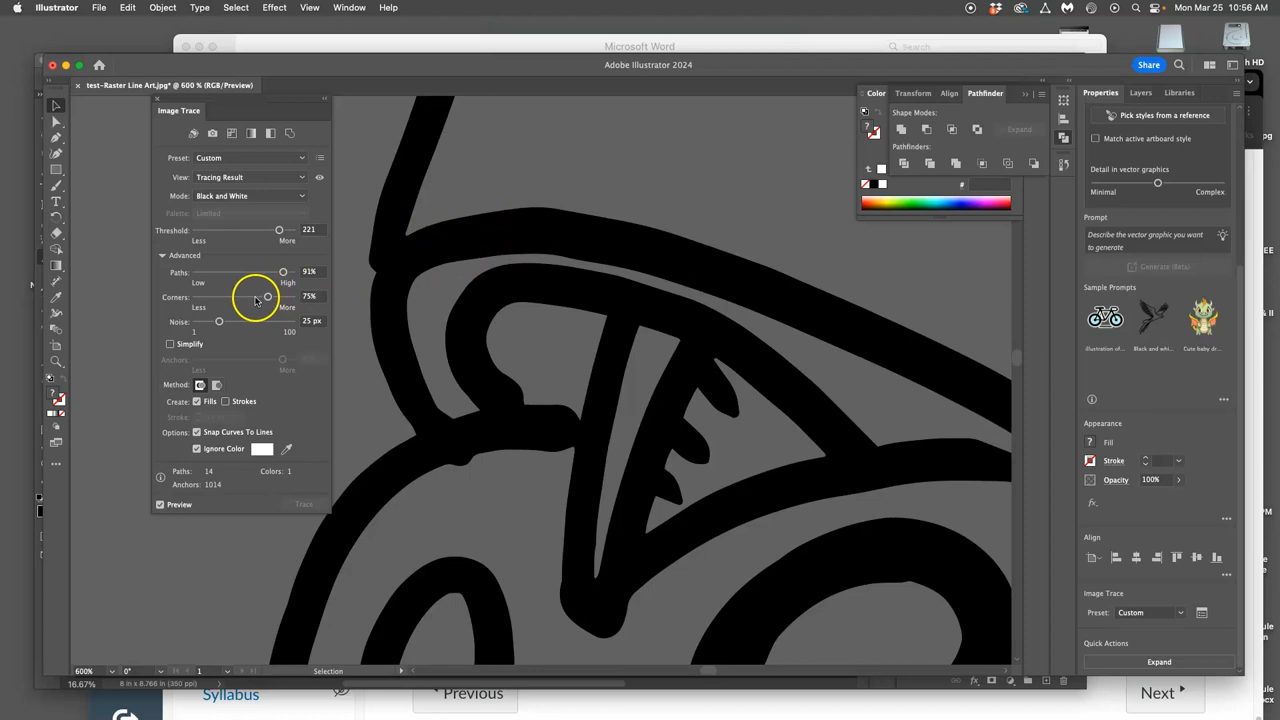 Illustrator File Edit Object Type Select Effect View Window Help Mon Mar 25 10:56 AM
Microsoft Word Search
Adobe Illustrator 2024 Share
test-Raster Line Art.jpg* @ 600 % (RGB/Preview)
Image Trace
Preset: Custom
View: Tracing Result
Mode: Black and White
Palette: Limited
Threshold: 221
Less More
Advanced
Paths: 91%
Low High
Corners: 75%
Less More
Noise: 25 px
1 100
Simplify
Anchors:
Less More
Method:
Create: Fills Strokes
Stroke:
Options: Snap Curves To Lines
Ignore Color
Paths: 14 Colors: 1
Anchors: 1014
Preview Trace
Color Transform Align Pathfinder
Shape Modes:
Expand
Pathfinders:
#
Properties Layers Libraries
Pick styles from a reference
Match active artboard style
Detail in vector graphics
Minimal Complex
Prompt
Describe the vector graphic you want
to generate
Generate (Beta)
Sample Prompts
Illustration of... Black and whi... Cute baby dr...
Appearance
Fill
Stroke
Opacity 100%
fx.
Align
Image Trace
Preset: Custom
Quick Actions
Expand
600% 0° 1 Selection
16.67% 8 in x 8.766 in (350 ppi)
Syllabus Previous Next